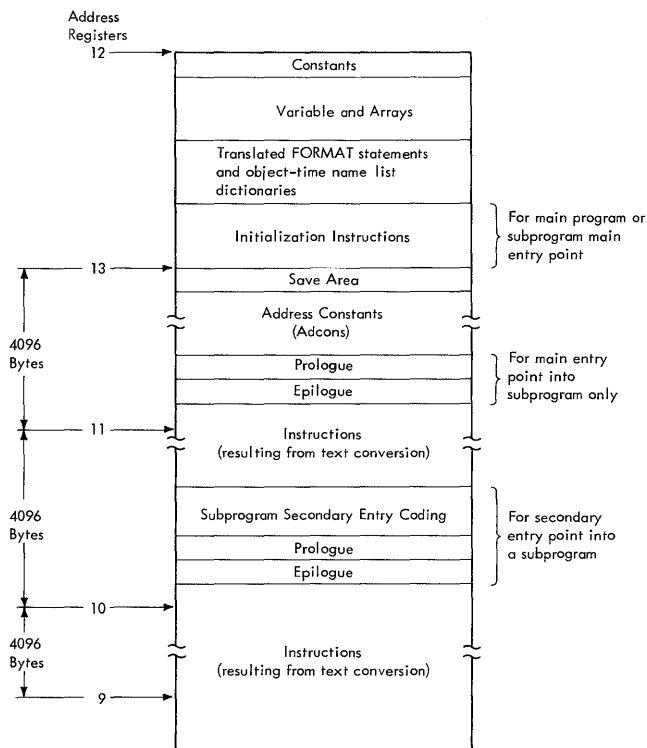 Address
Registers
12
Constants
Variable and Arrays
Translated FORMAT statements
and object-time name list
dictionaries
Initialization Instructions
For main program or
subprogram main
entry point
13
Save Area
Address Constants
(Adcons)
4096
Bytes
Prologue
Epilogue
For main entry
point into
subprogram only
11
Instructions
(resulting from text conversion)
4096
Bytes
Subprogram Secondary Entry Coding
Prologue
Epilogue
For secondary
entry point into
a subprogram
10
4096
Bytes
Instructions
(resulting from text conversion)
9